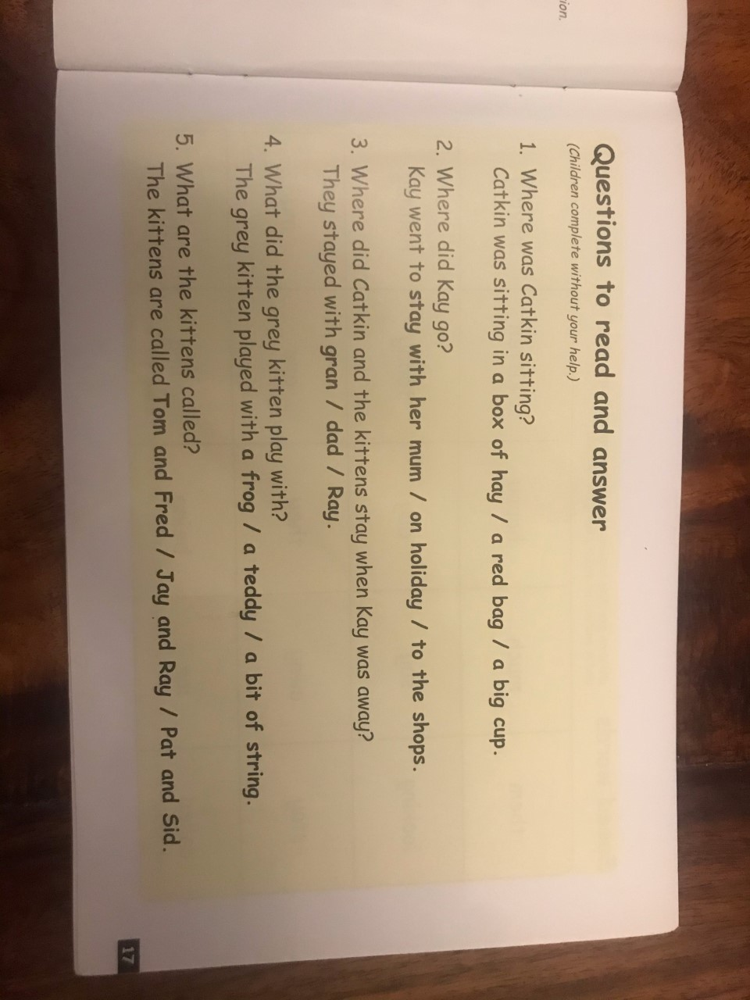 ion.
Questions to read and answer
(Children complete without your help.)
1. Where was Catkin sitting?
Catkin was sitting in a box of hay / a red bag / a big cup.
2. Where did Kay go?
Kay went to stay with her mum / on holiday / to the shops.
3. Where did Catkin and the kittens stay when Kay was away?
They stayed with gran / dad / Ray.
4. What did the grey kitten play with?
The grey kitten played with a frog / a teddy / a bit of string.
5. What are the kittens called?
The kittens are called Tom and Fred / Jay and Ray / Pat and Sid.
17